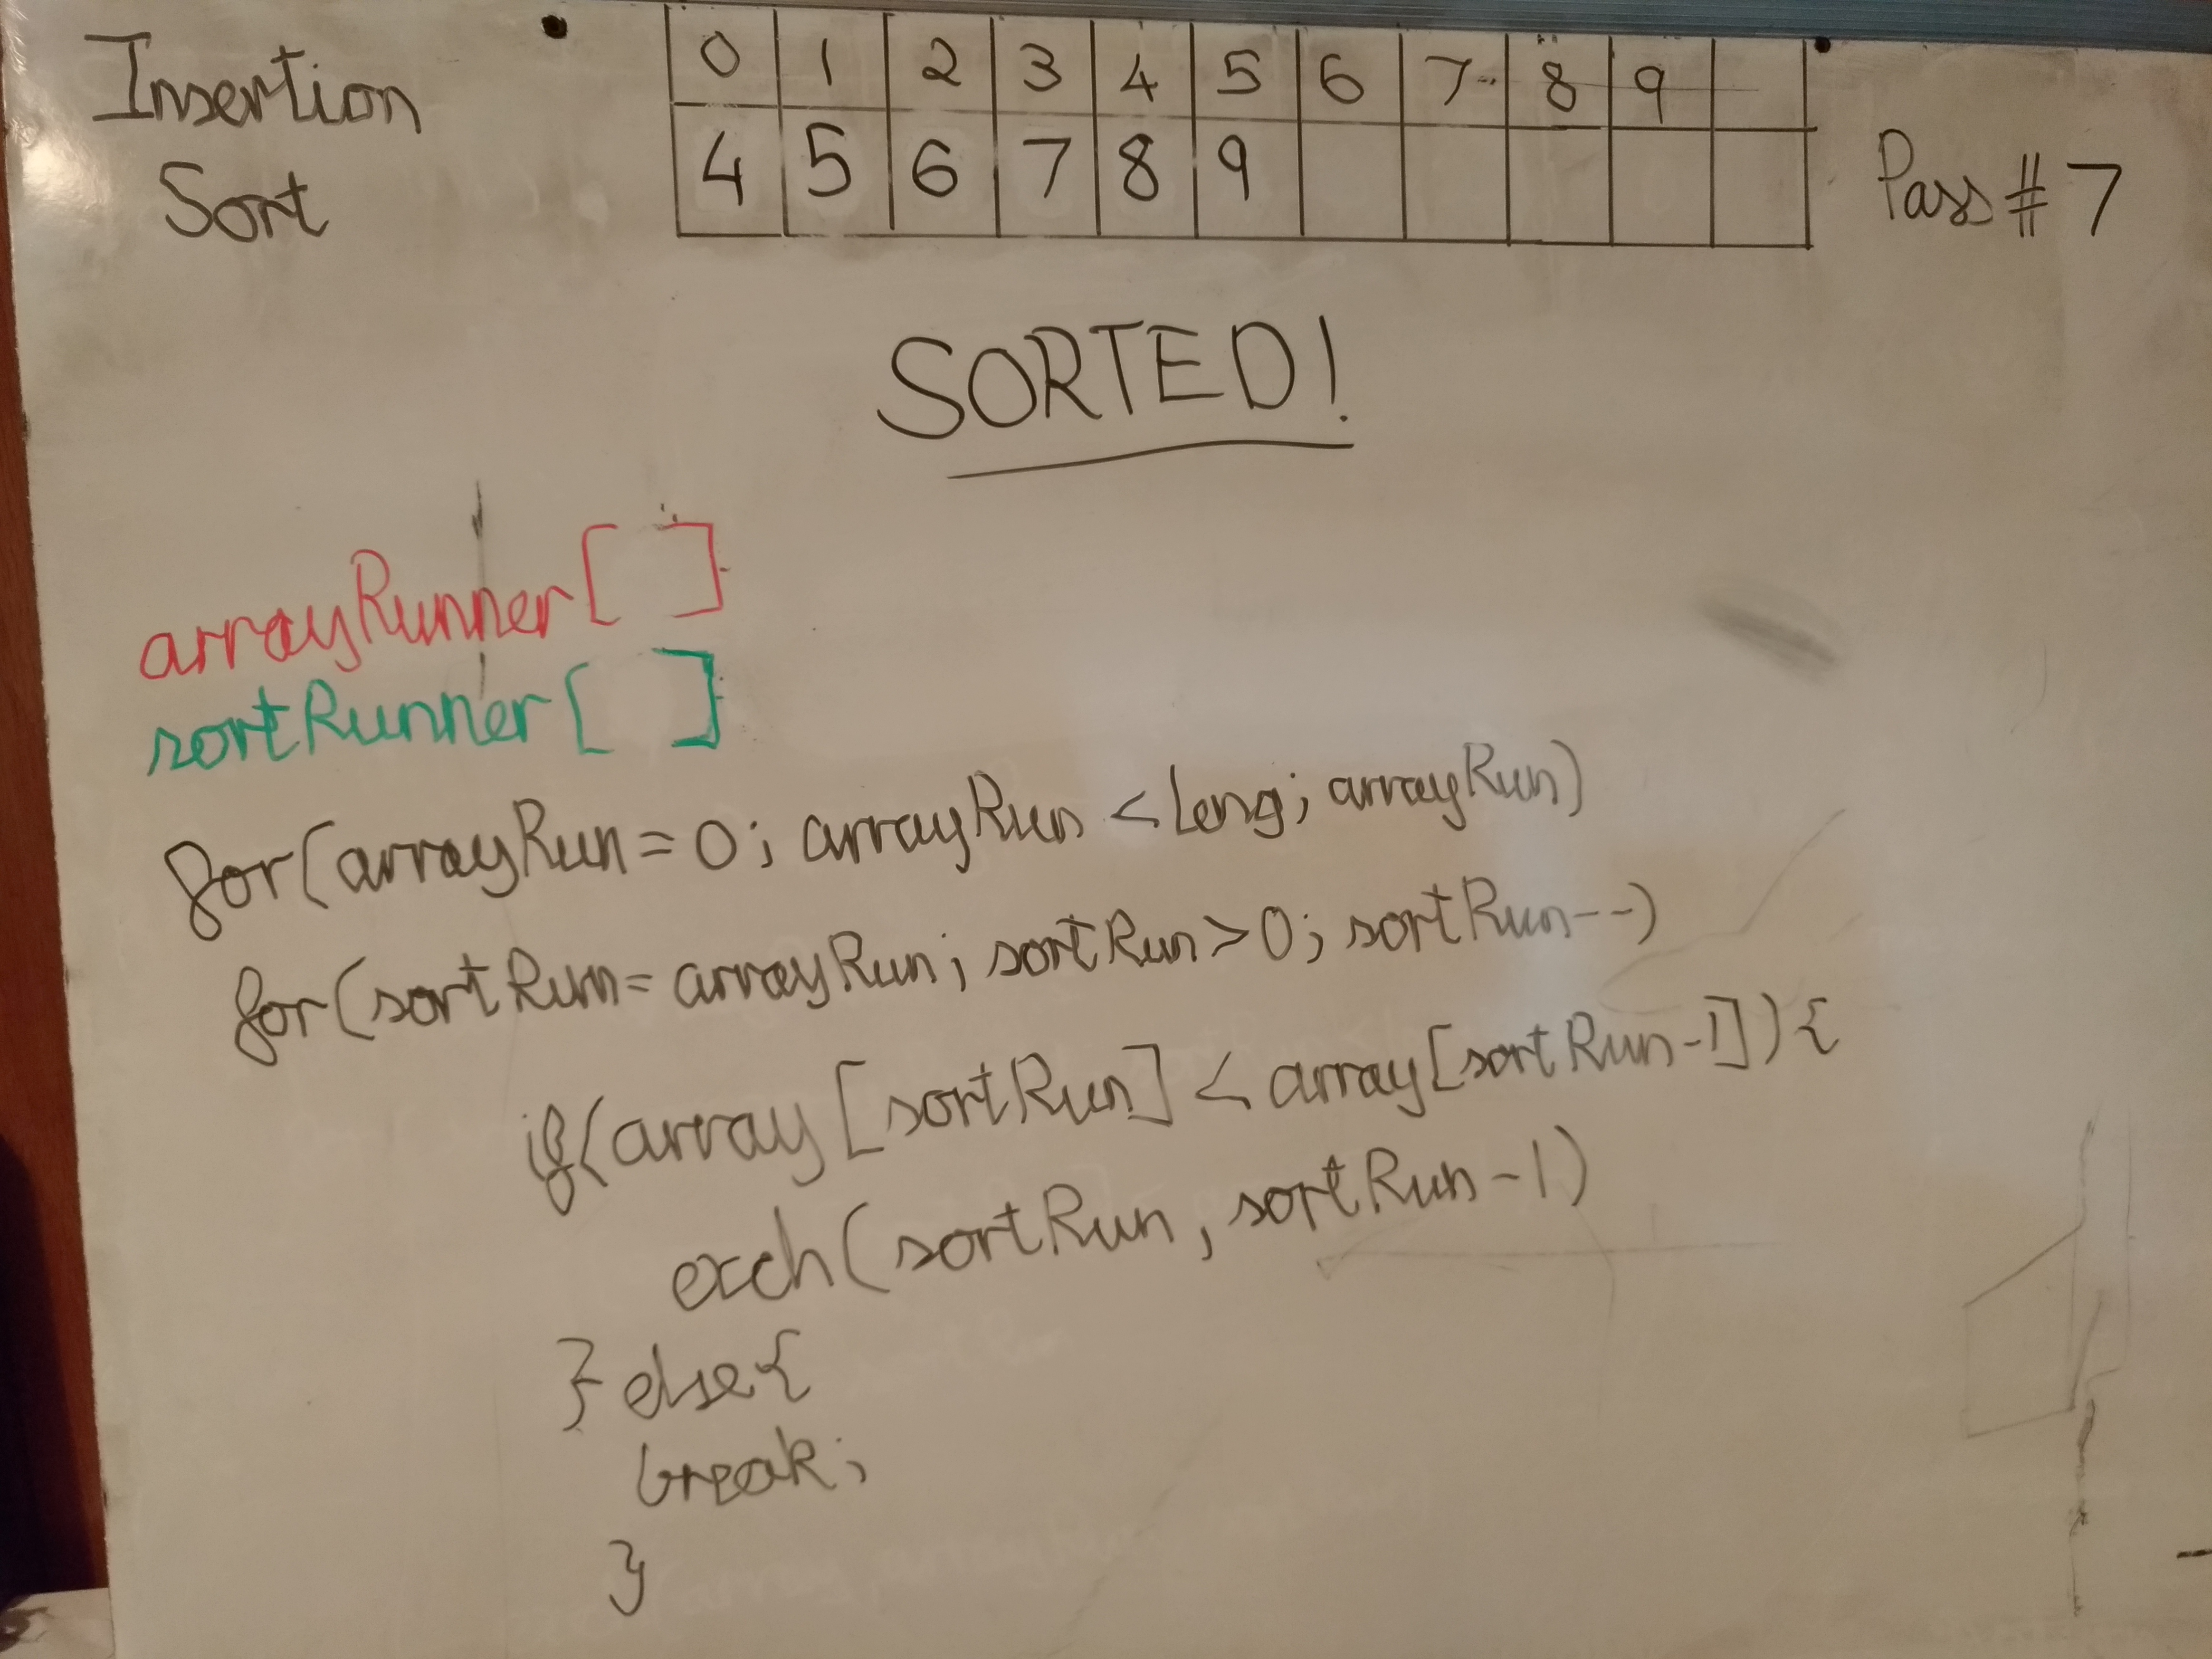 Insertion
Sort
0 1 2 3 4 5 6 7 8 9
4 5 6 7 8 9
Pass # 7
SORTED!
arrayRunner[ ]
sortRunner[ ]
for(arrayRun=0; arrayRun < leng; arrayRun)
for(sortRun= arrayRun; sortRun>0; sortRun--)
if(array[sortRun] < array[sortRun-1]){
exch(sortRun, sortRun-1)
} else{
break;
}